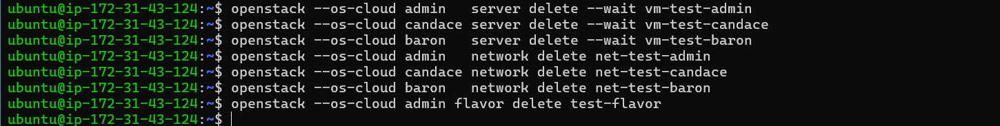 ubuntu@ip-172-31-43-124:~$ openstack --os-cloud admin   server delete --wait vm-test-admin
ubuntu@ip-172-31-43-124:~$ openstack --os-cloud candace server delete --wait vm-test-candace
ubuntu@ip-172-31-43-124:~$ openstack --os-cloud baron   server delete --wait vm-test-baron
ubuntu@ip-172-31-43-124:~$ openstack --os-cloud admin   network delete net-test-admin
ubuntu@ip-172-31-43-124:~$ openstack --os-cloud candace network delete net-test-candace
ubuntu@ip-172-31-43-124:~$ openstack --os-cloud baron   network delete net-test-baron
ubuntu@ip-172-31-43-124:~$ openstack --os-cloud admin flavor delete test-flavor
ubuntu@ip-172-31-43-124:~$